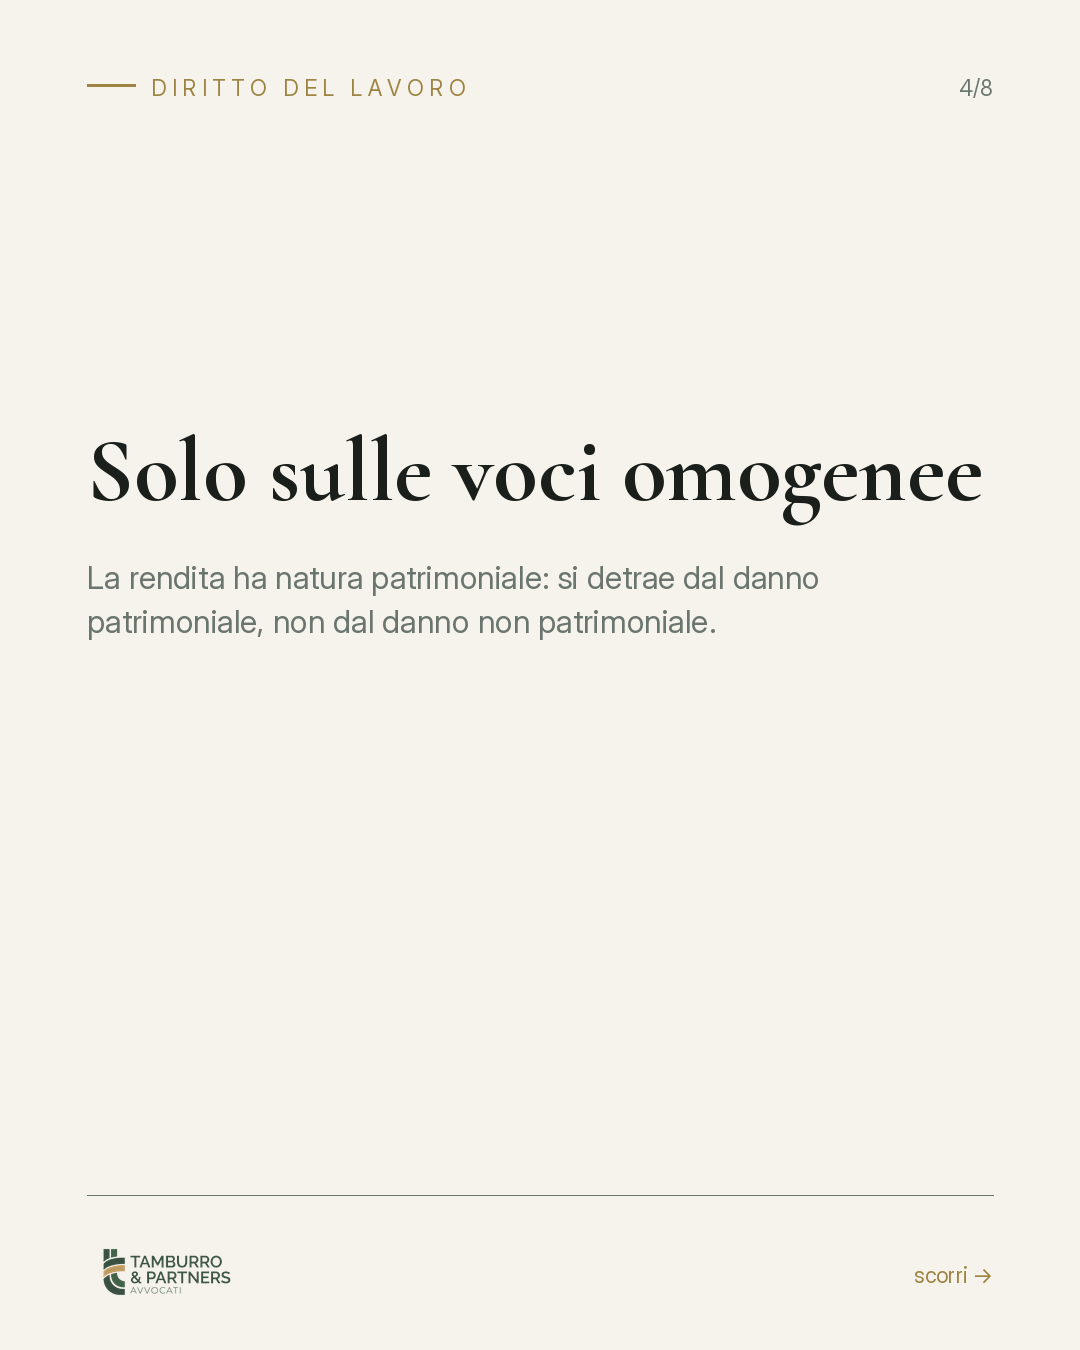 DIRITTO DEL LAVORO
4/8
Solo sulle voci omogenee
La rendita ha natura patrimoniale: si detrae dal danno
patrimoniale, non dal danno non patrimoniale.
TAMBURRO
& PARTNERS
AVVOCATI
scorri →